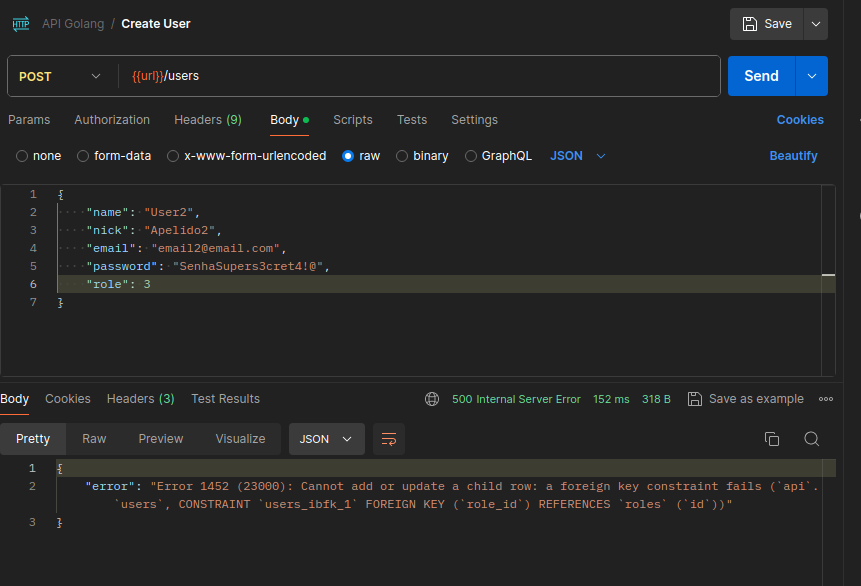 HTTP API Golang / Create User Save
POST {{url}}/users Send
Params Authorization Headers (9) Body Scripts Tests Settings Cookies
none form-data x-www-form-urlencoded raw binary GraphQL JSON Beautify
1 {
2 ····"name":·"User2",
3 ····"nick":·"Apelido2",
4 ····"email":·"email2@email.com",
5 ····"password":·"SenhaSupers3cret4!@",
6 ····"role":·3
7 }
Body Cookies Headers (3) Test Results 500 Internal Server Error 152 ms 318 B Save as example
Pretty Raw Preview Visualize JSON
1 {
2 "error": "Error 1452 (23000): Cannot add or update a child row: a foreign key constraint fails (`api`.
`users`, CONSTRAINT `users_ibfk_1` FOREIGN KEY (`role_id`) REFERENCES `roles` (`id`))"
3 }